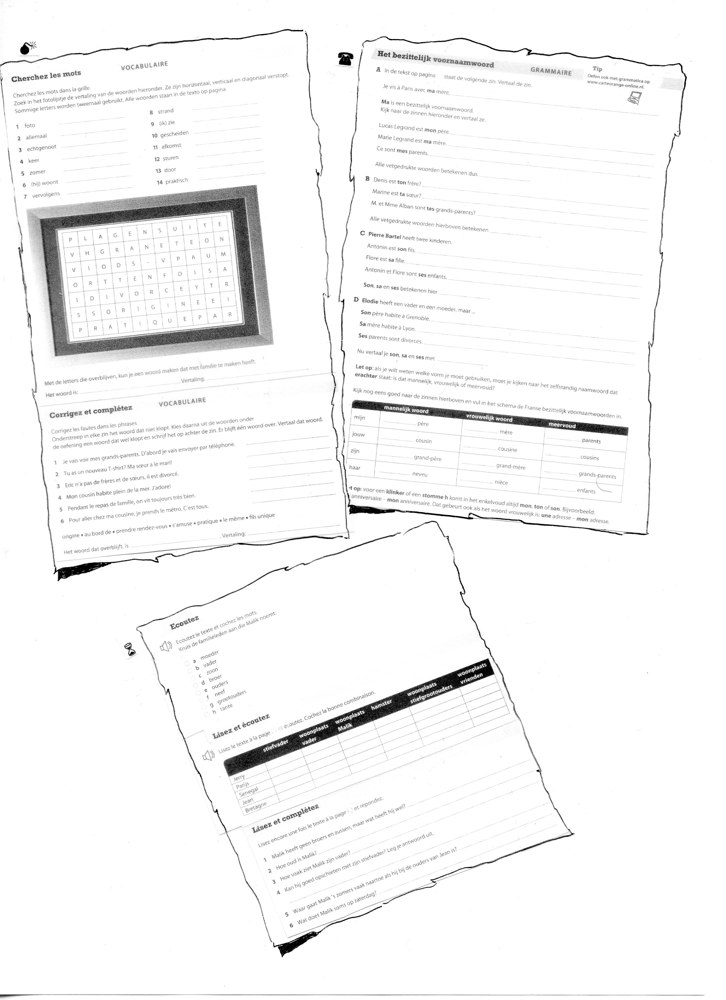 Cherchez les mots
VOCABULAIRE
Cherchez les mots dans la grille.
Zoek in het fotolijstje de vertaling van de woorden hieronder. Ze zijn horizontaal, verticaal en diagonaal verstopt.
Sommige letters worden tweemaal gebruikt. Alle woorden staan in de texto op pagina
1 foto
2 allemaal
3 echtgenoot
4 keer
5 zomer
6 (hij) woont
7 vervolgens
8 strand
9 (ik) zie
10 gescheiden
11 afkomst
12 sturen
13 door
14 praktisch
P L A G E N S U I T E
V H G R A N E T E O N
V I O D S - V P A U M
O R T T E N F O I S A
I D I V O R C E Y T R
S S O R I G I N E E I
P R A T I Q U E P A R
Met de letters die overblijven, kun je een woord maken dat met familie te maken heeft.
Het woord is: Vertaling:
Corrigez et complétez
VOCABULAIRE
Corrigez les fautes dans les phrases.
Onderstreep in elke zin het woord dat niet klopt. Kies daarna uit de woorden onder
de oefening een woord dat wel klopt en schrijf het op achter de zin. Er blijft één woord over. Vertaal dat woord.
1 Je vais voir mes grands-parents. D'abord je vais envoyer par téléphone.
2 Tu as un nouveau T-shirt? Ma sœur a le mari!
3 Eric n'a pas de frères et de sœurs, il est divorcé.
4 Mon cousin habite plein de la mer. J'adore!
5 Pendant le repas de famille, on vit toujours très bien.
6 Pour aller chez ma cousine, je prends le métro. C'est tous.
origine • au bord de • prendre rendez-vous • s'amuse • pratique • le même • fils unique
Het woord dat overblijft, is Vertaling:
Het bezittelijk voornaamwoord
GRAMMAIRE
Tip
Oefen ook met grammatica op
www.carteorange-online.nl.
A In de tekst op pagina staat de volgende zin. Vertaal de zin.
Je vis à Paris avec ma mère,
Ma is een bezittelijk voornaamwoord.
Kijk naar de zinnen hieronder en vertaal ze.
Lucas Legrand est mon père.
Marie Legrand est ma mère.
Ce sont mes parents.
Alle vetgedrukte woorden betekenen dus
B Denis est ton frère?
Marine est ta sœur?
M. et Mme Alban sont tes grands-parents?
Alle vetgedrukte woorden hierboven betekenen
C Pierre Bartel heeft twee kinderen.
Antonin est son fils.
Flore est sa fille.
Antonin et Flore sont ses enfants.
Son, sa en ses betekenen hier
D Elodie heeft een vader en een moeder, maar ...
Son père habite à Grenoble.
Sa mère habite à Lyon.
Ses parents sont divorcés.
Nu vertaal je son, sa en ses met
Let op: als je wilt weten welke vorm je moet gebruiken, moet je kijken naar het zelfstandig naamwoord dat
erachter staat: is dat mannelijk, vrouwelijk of meervoud?
Kijk nog eens goed naar de zinnen hierboven en vul in het schema de Franse bezittelijk voornaamwoorden in.
mannelijk woord vrouwelijk woord meervoud
mijn père mère parents
jouw cousin cousine cousins
zijn grand-père grand-mère grands-parents
haar neveu nièce enfants
et op: voor een klinker of een stomme h komt in het enkelvoud altijd mon, ton of son. Bijvoorbeeld:
anniversaire – mon anniversaire. Dat gebeurt ook als het woord vrouwelijk is: une adresse – mon adresse.
Ecoutez
Ecoutez le texte et cochez les mots.
Kruis de familieleden aan die Malik noemt.
a moeder
b vader
c zoon
d broer
e ouders
f neef
g grootouders
h tante
Lisez et écoutez
Lisez le texte à la page et écoutez. Cochez la bonne combinaison.
stiefvader
woonplaats vader
woonplaats Malik
hamster
woonplaats stiefgrootouders
woonplaats vrienden
Jerry
Parijs
Senegal
Jean
Bretagne
Lisez et complétez
Lisez encore une fois le texte à la page et répondez.
1 Malik heeft geen broers en zussen, maar wat heeft hij wel?
2 Hoe oud is Malik?
3 Hoe vaak ziet Malik zijn vader?
4 Kan hij goed opschieten met zijn stiefvader? Leg je antwoord uit.
5 Waar gaat Malik 's zomers vaak naartoe als hij bij de ouders van Jean is?
6 Wat doet Malik soms op zaterdag?